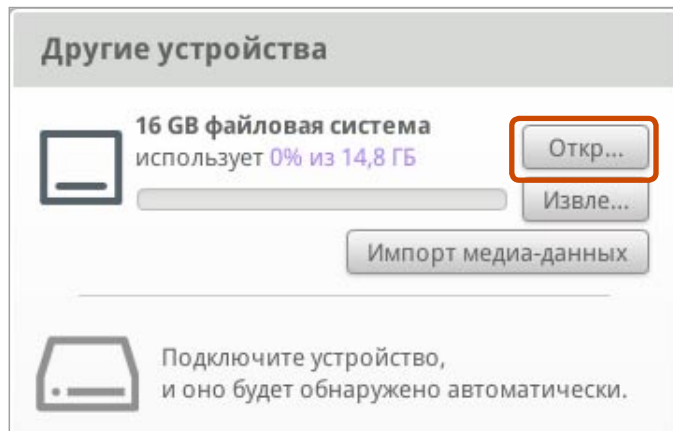 Другие устройства
16 GB файловая система
использует 0% из 14,8 ГБ
Откр...
Извле...
Импорт медиа-данных
Подключите устройство,
и оно будет обнаружено автоматически.